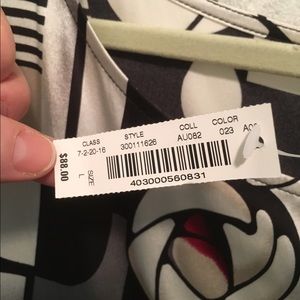 CLASS STYLE COLL COLOR
7-2-20-16 300111626 AU082 023
403000560831
SIZE L
$88.00